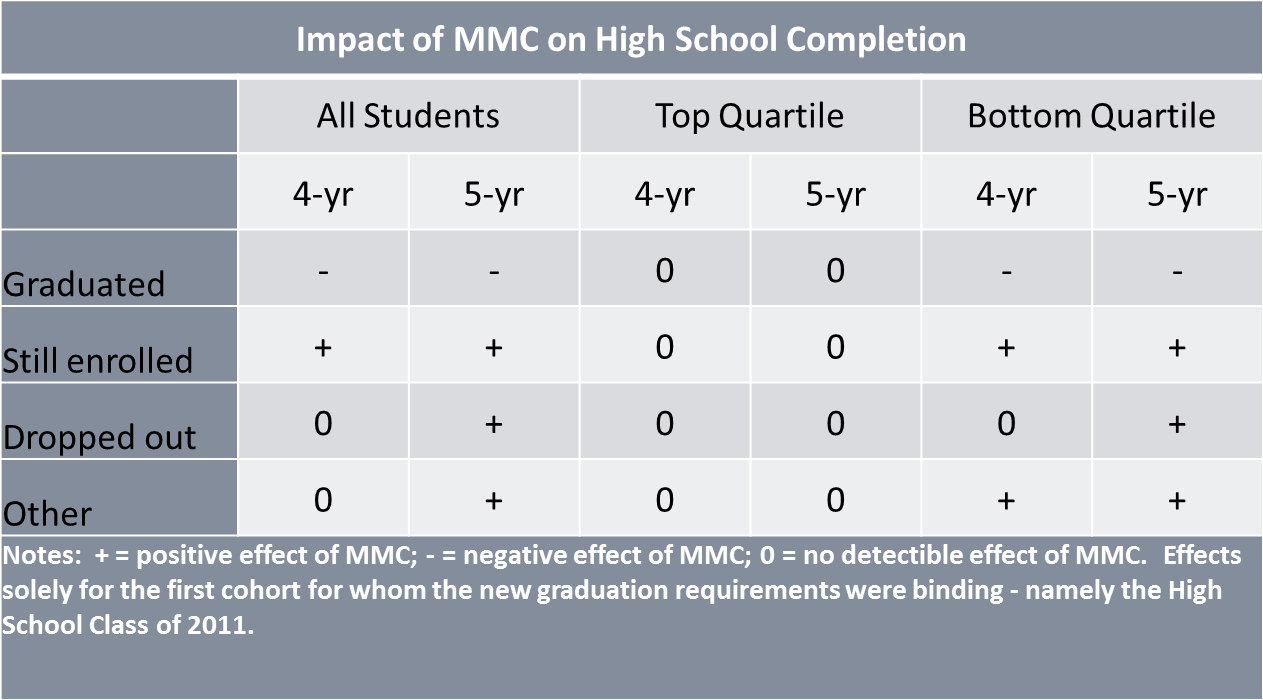 Impact of MMC on High School Completion
All Students Top Quartile Bottom Quartile
4-yr 5-yr 4-yr 5-yr 4-yr 5-yr
Graduated - - 0 0 - -
Still enrolled + + 0 0 + +
Dropped out 0 + 0 0 0 +
Other 0 + 0 0 + +
Notes: + = positive effect of MMC; - = negative effect of MMC; 0 = no detectible effect of MMC. Effects
solely for the first cohort for whom the new graduation requirements were binding - namely the High
School Class of 2011.